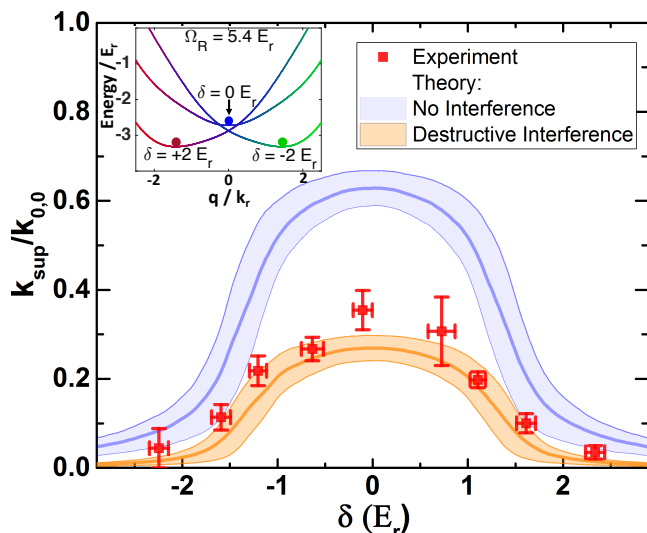 1.0
0.8
0.6
0.4
0.2
0.0
k_sup/k_0,0
-2
-1
0
1
2
δ (E_r)
Experiment
Theory:
No Interference
Destructive Interference
Ω_R = 5.4 E_r
δ = 0 E_r
δ = +2 E_r
δ = -2 E_r
Energy / E_r
-1
-2
-3
-2
0
2
q / k_r